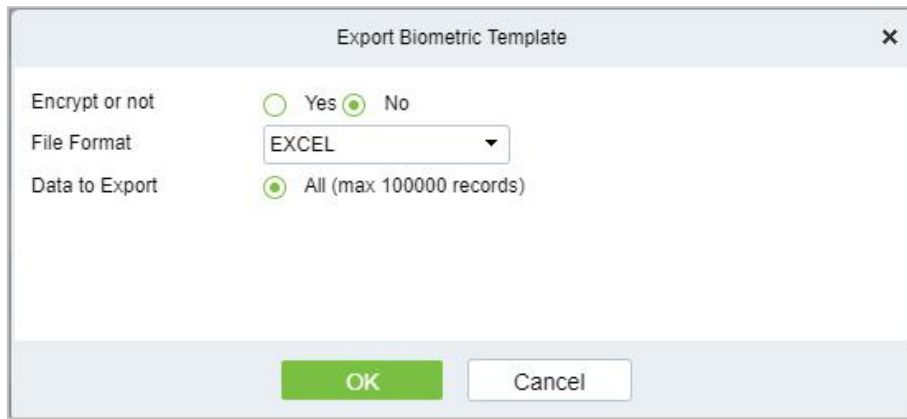 Export Biometric Template
Encrypt or not Yes No
File Format EXCEL
Data to Export All (max 100000 records)
OK Cancel